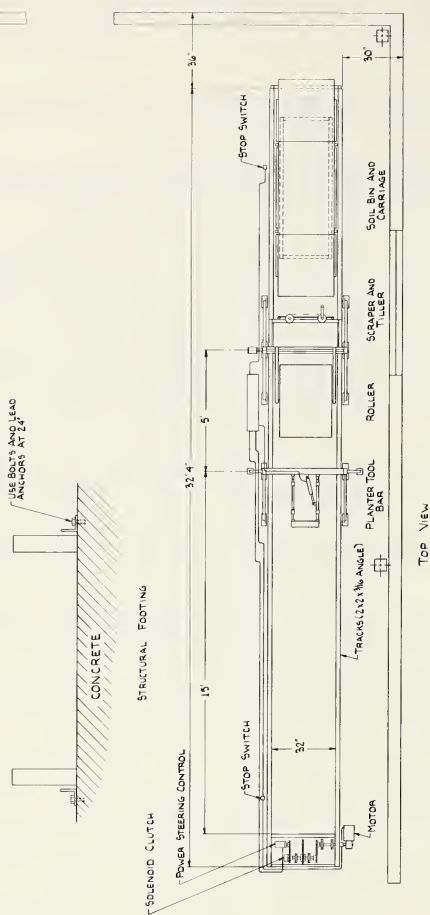 USE BOLTS AND LEAD
ANCHORS AT 24"
CONCRETE
STRUCTURAL FOOTING
SOLENOID CLUTCH
POWER STEERING CONTROL
STOP SWITCH
STOP SWITCH
36"
32' 4"
30"
15'
5'
32"
MOTOR
TRACKS (2 x 2 x 3/16 ANGLE)
PLANTER TOOL
BAR
ROLLER
SCRAPER AND
TILLER
SOIL BIN AND
CARRIAGE
TOP VIEW